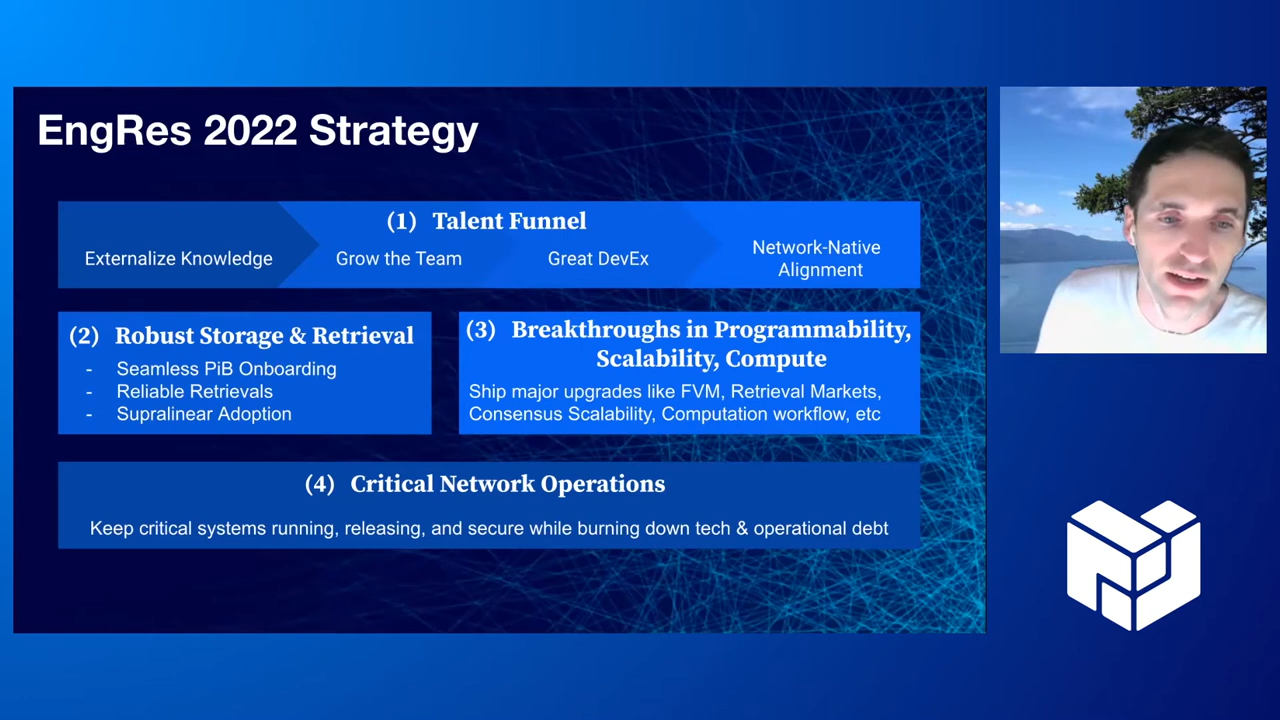 EngRes 2022 Strategy
(1) Talent Funnel
Externalize Knowledge
Grow the Team
Great DevEx
Network-Native
Alignment
(2) Robust Storage & Retrieval
- Seamless PiB Onboarding
- Reliable Retrievals
- Supralinear Adoption
(3) Breakthroughs in Programmability,
Scalability, Compute
Ship major upgrades like FVM, Retrieval Markets,
Consensus Scalability, Computation workflow, etc
(4) Critical Network Operations
Keep critical systems running, releasing, and secure while burning down tech & operational debt